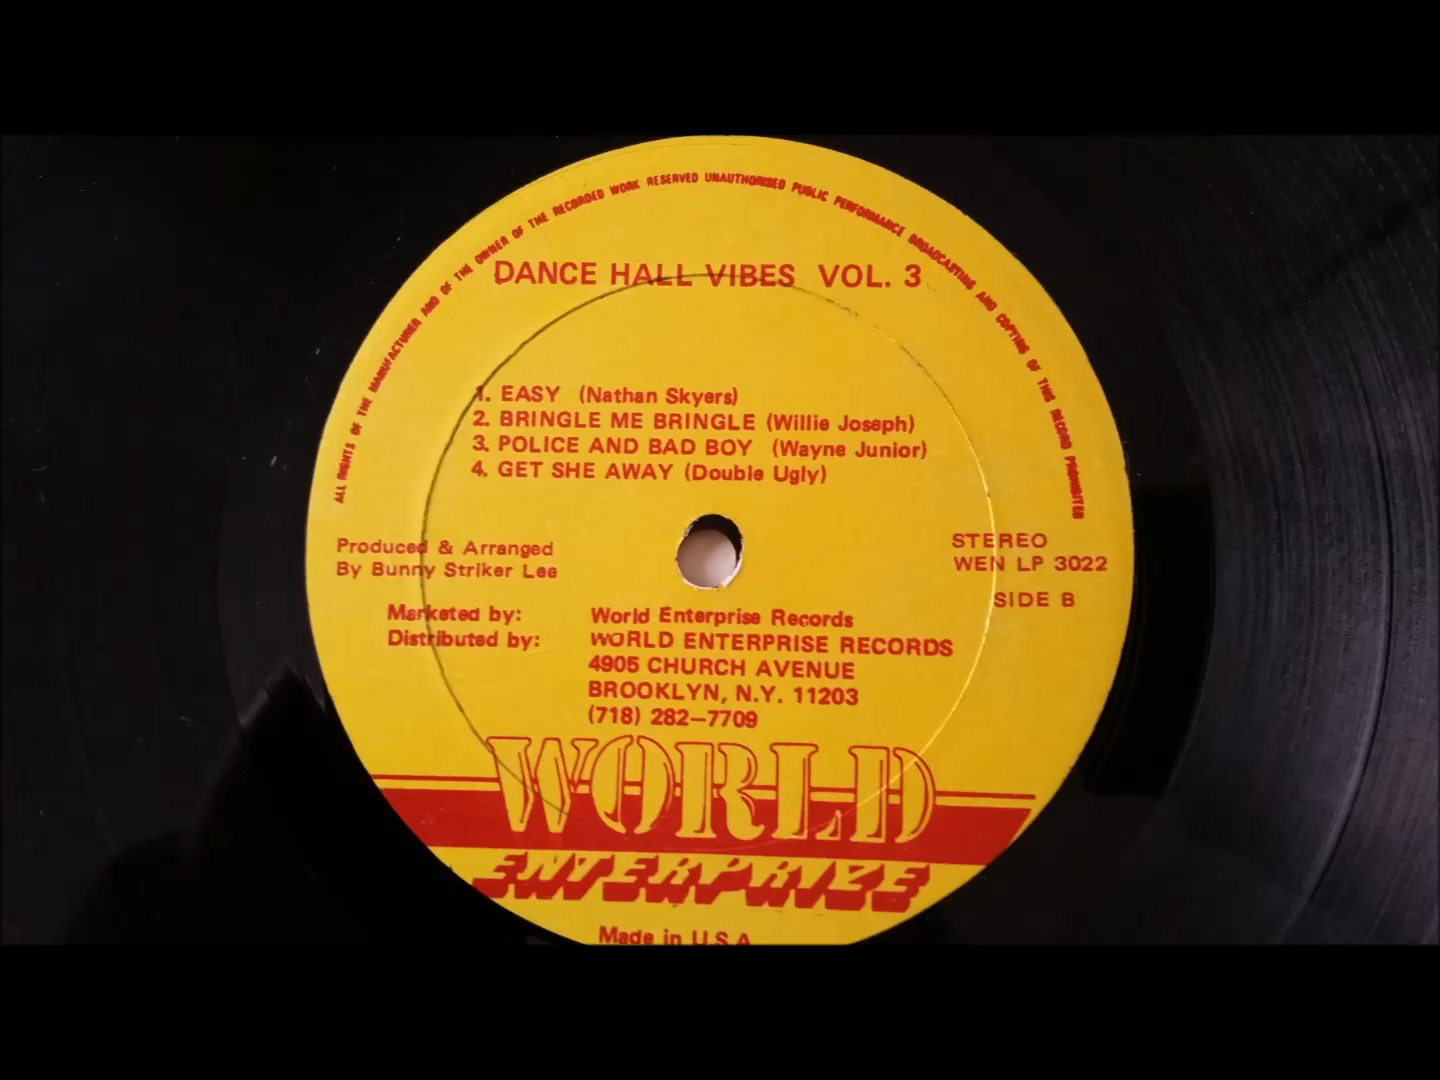 ALL RIGHTS OF THE MANUFACTURER AND OF THE OWNER OF THE RECORDED WORK RESERVED UNAUTHORISED PUBLIC PERFORMANCE BROADCASTING AND COPYING OF THIS RECORD PROHIBITED
DANCE HALL VIBES VOL. 3
1. EASY (Nathan Skyers)
2. BRINGLE ME BRINGLE (Willie Joseph)
3. POLICE AND BAD BOY (Wayne Junior)
4. GET SHE AWAY (Double Ugly)
Produced & Arranged
By Bunny Striker Lee
STEREO
WEN LP 3022
SIDE B
Marketed by: World Enterprise Records
Distributed by: WORLD ENTERPRISE RECORDS
4905 CHURCH AVENUE
BROOKLYN, N.Y. 11203
(718) 282-7709
WORLD
ENTERPRIZE
Made in U.S.A